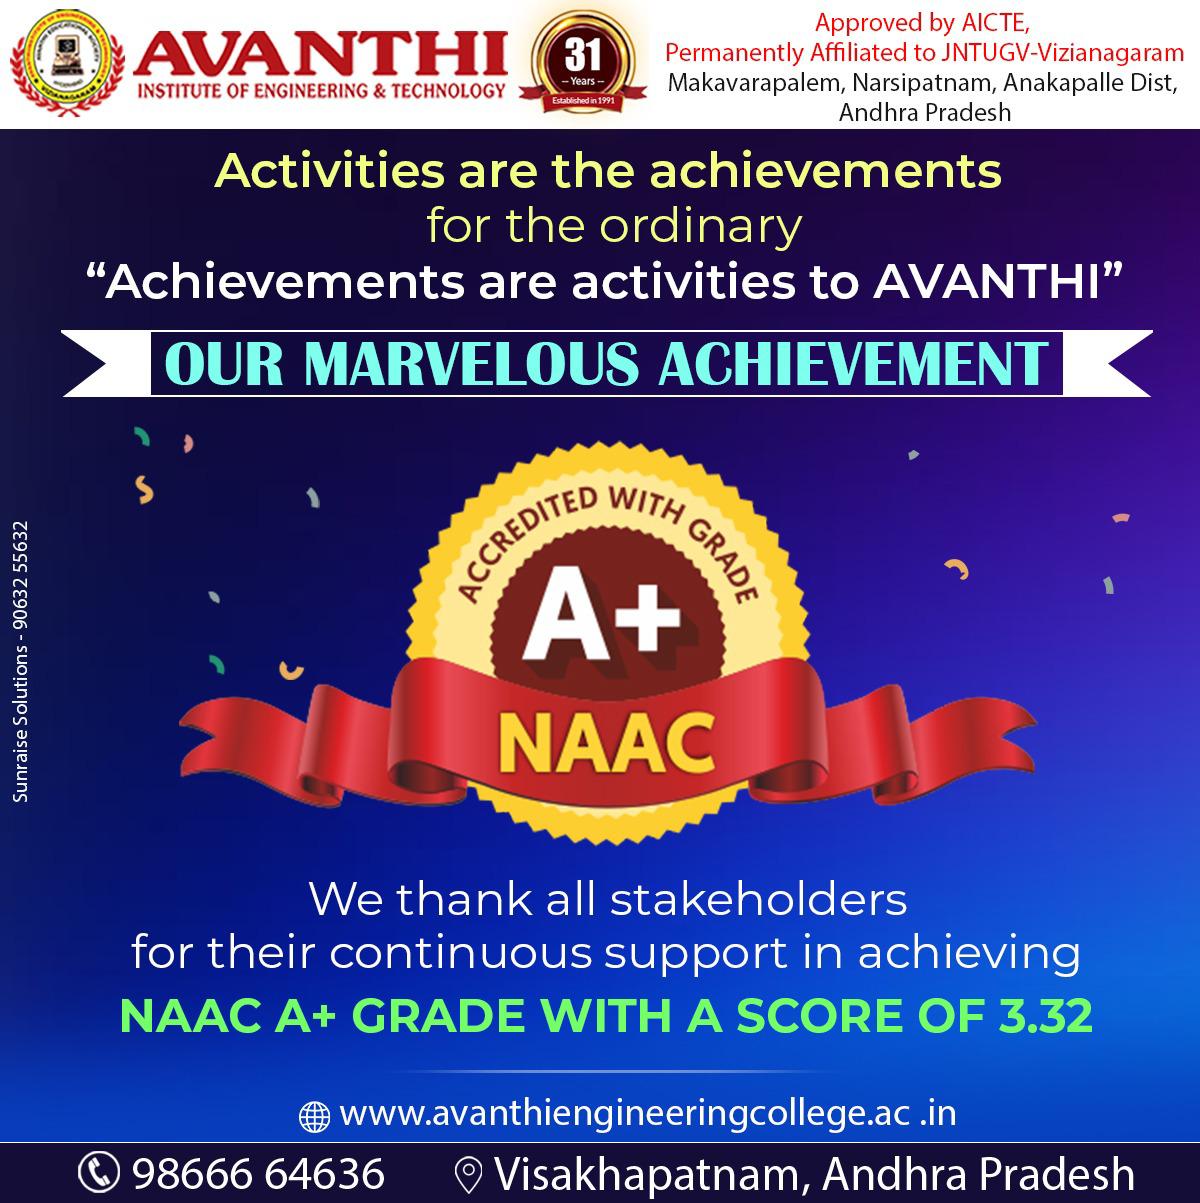 AVANTHI
INSTITUTE OF ENGINEERING & TECHNOLOGY
31
Years
Established in 1991
Approved by AICTE,
Permanently Affiliated to JNTUGV-Vizianagaram
Makavarapalem, Narsipatnam, Anakapalle Dist,
Andhra Pradesh
Activities are the achievements
for the ordinary
“Achievements are activities to AVANTHI”
OUR MARVELOUS ACHIEVEMENT
ACCREDITED WITH GRADE
A+
NAAC
Sunraise Solutions - 90632 55632
We thank all stakeholders
for their continuous support in achieving
NAAC A+ GRADE WITH A SCORE OF 3.32
www.avanthiengineeringcollege.ac .in
98666 64636
Visakhapatnam, Andhra Pradesh